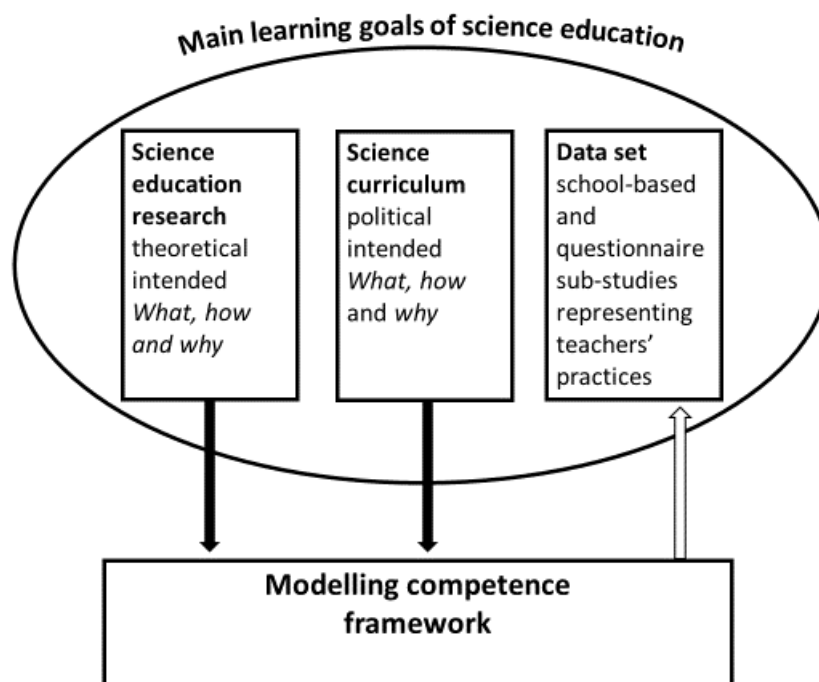 Main learning goals of science education
Science
education
research
theoretical
intended
What, how
and why
Science
curriculum
political
intended
What, how
and why
Data set
school-based
and
questionnaire
sub-studies
representing
teachers’
practices
Modelling competence
framework